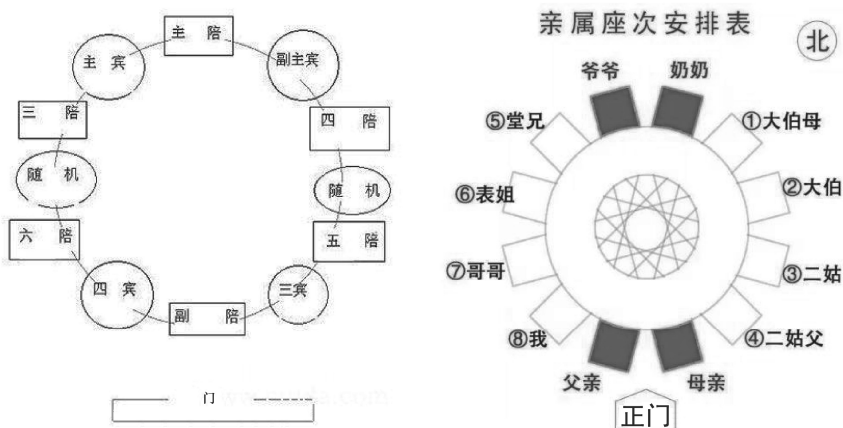 主 陪
主 宾
副主宾
三 陪
四 陪
随 机
随 机
六 陪
五 陪
四 宾
三宾
副 陪
门
亲属座次安排表
北
爷爷
奶奶
⑤堂兄
①大伯母
⑥表姐
②大伯
⑦哥哥
③二姑
⑧我
④二姑父
父亲
母亲
正门